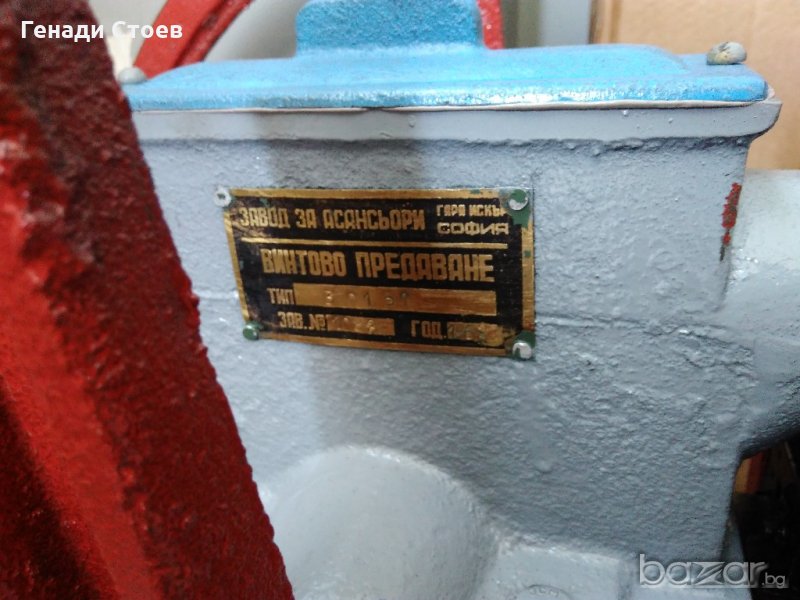 Генади Стоев
ЗАВОД ЗА АСАНСЬОРИ ГАРА ИСКЪР СОФИЯ
ВИНТОВО ПРЕДАВАНЕ
ТИП
ЗАВ.№ ГОД.
bazar.bg